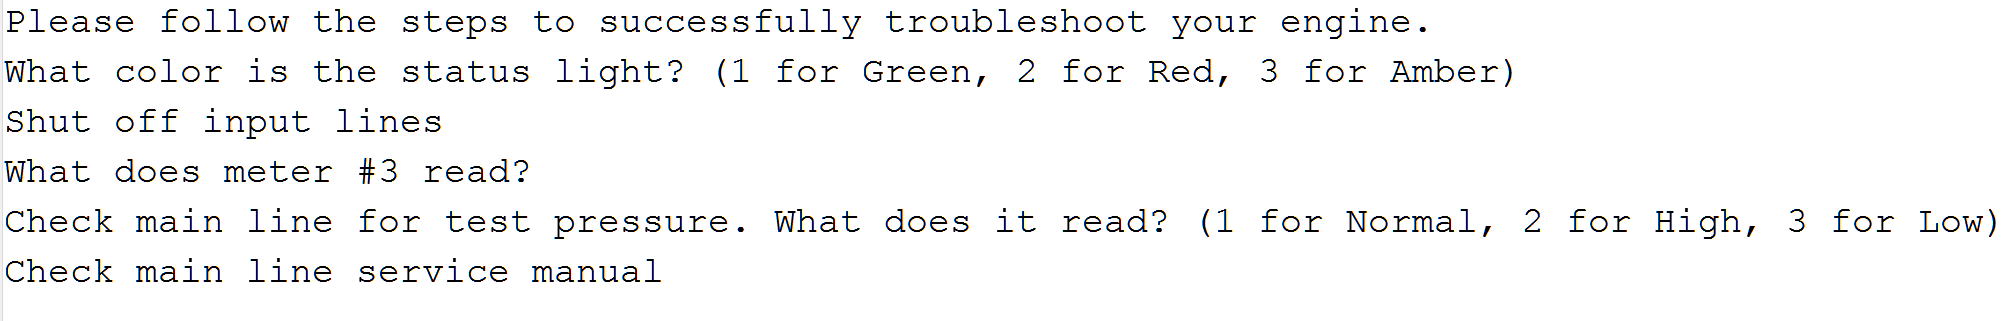 Please follow the steps to successfully troubleshoot your engine.
What color is the status light? (1 for Green, 2 for Red, 3 for Amber)
Shut off input lines
What does meter #3 read?
Check main line for test pressure. What does it read? (1 for Normal, 2 for High, 3 for Low)
Check main line service manual